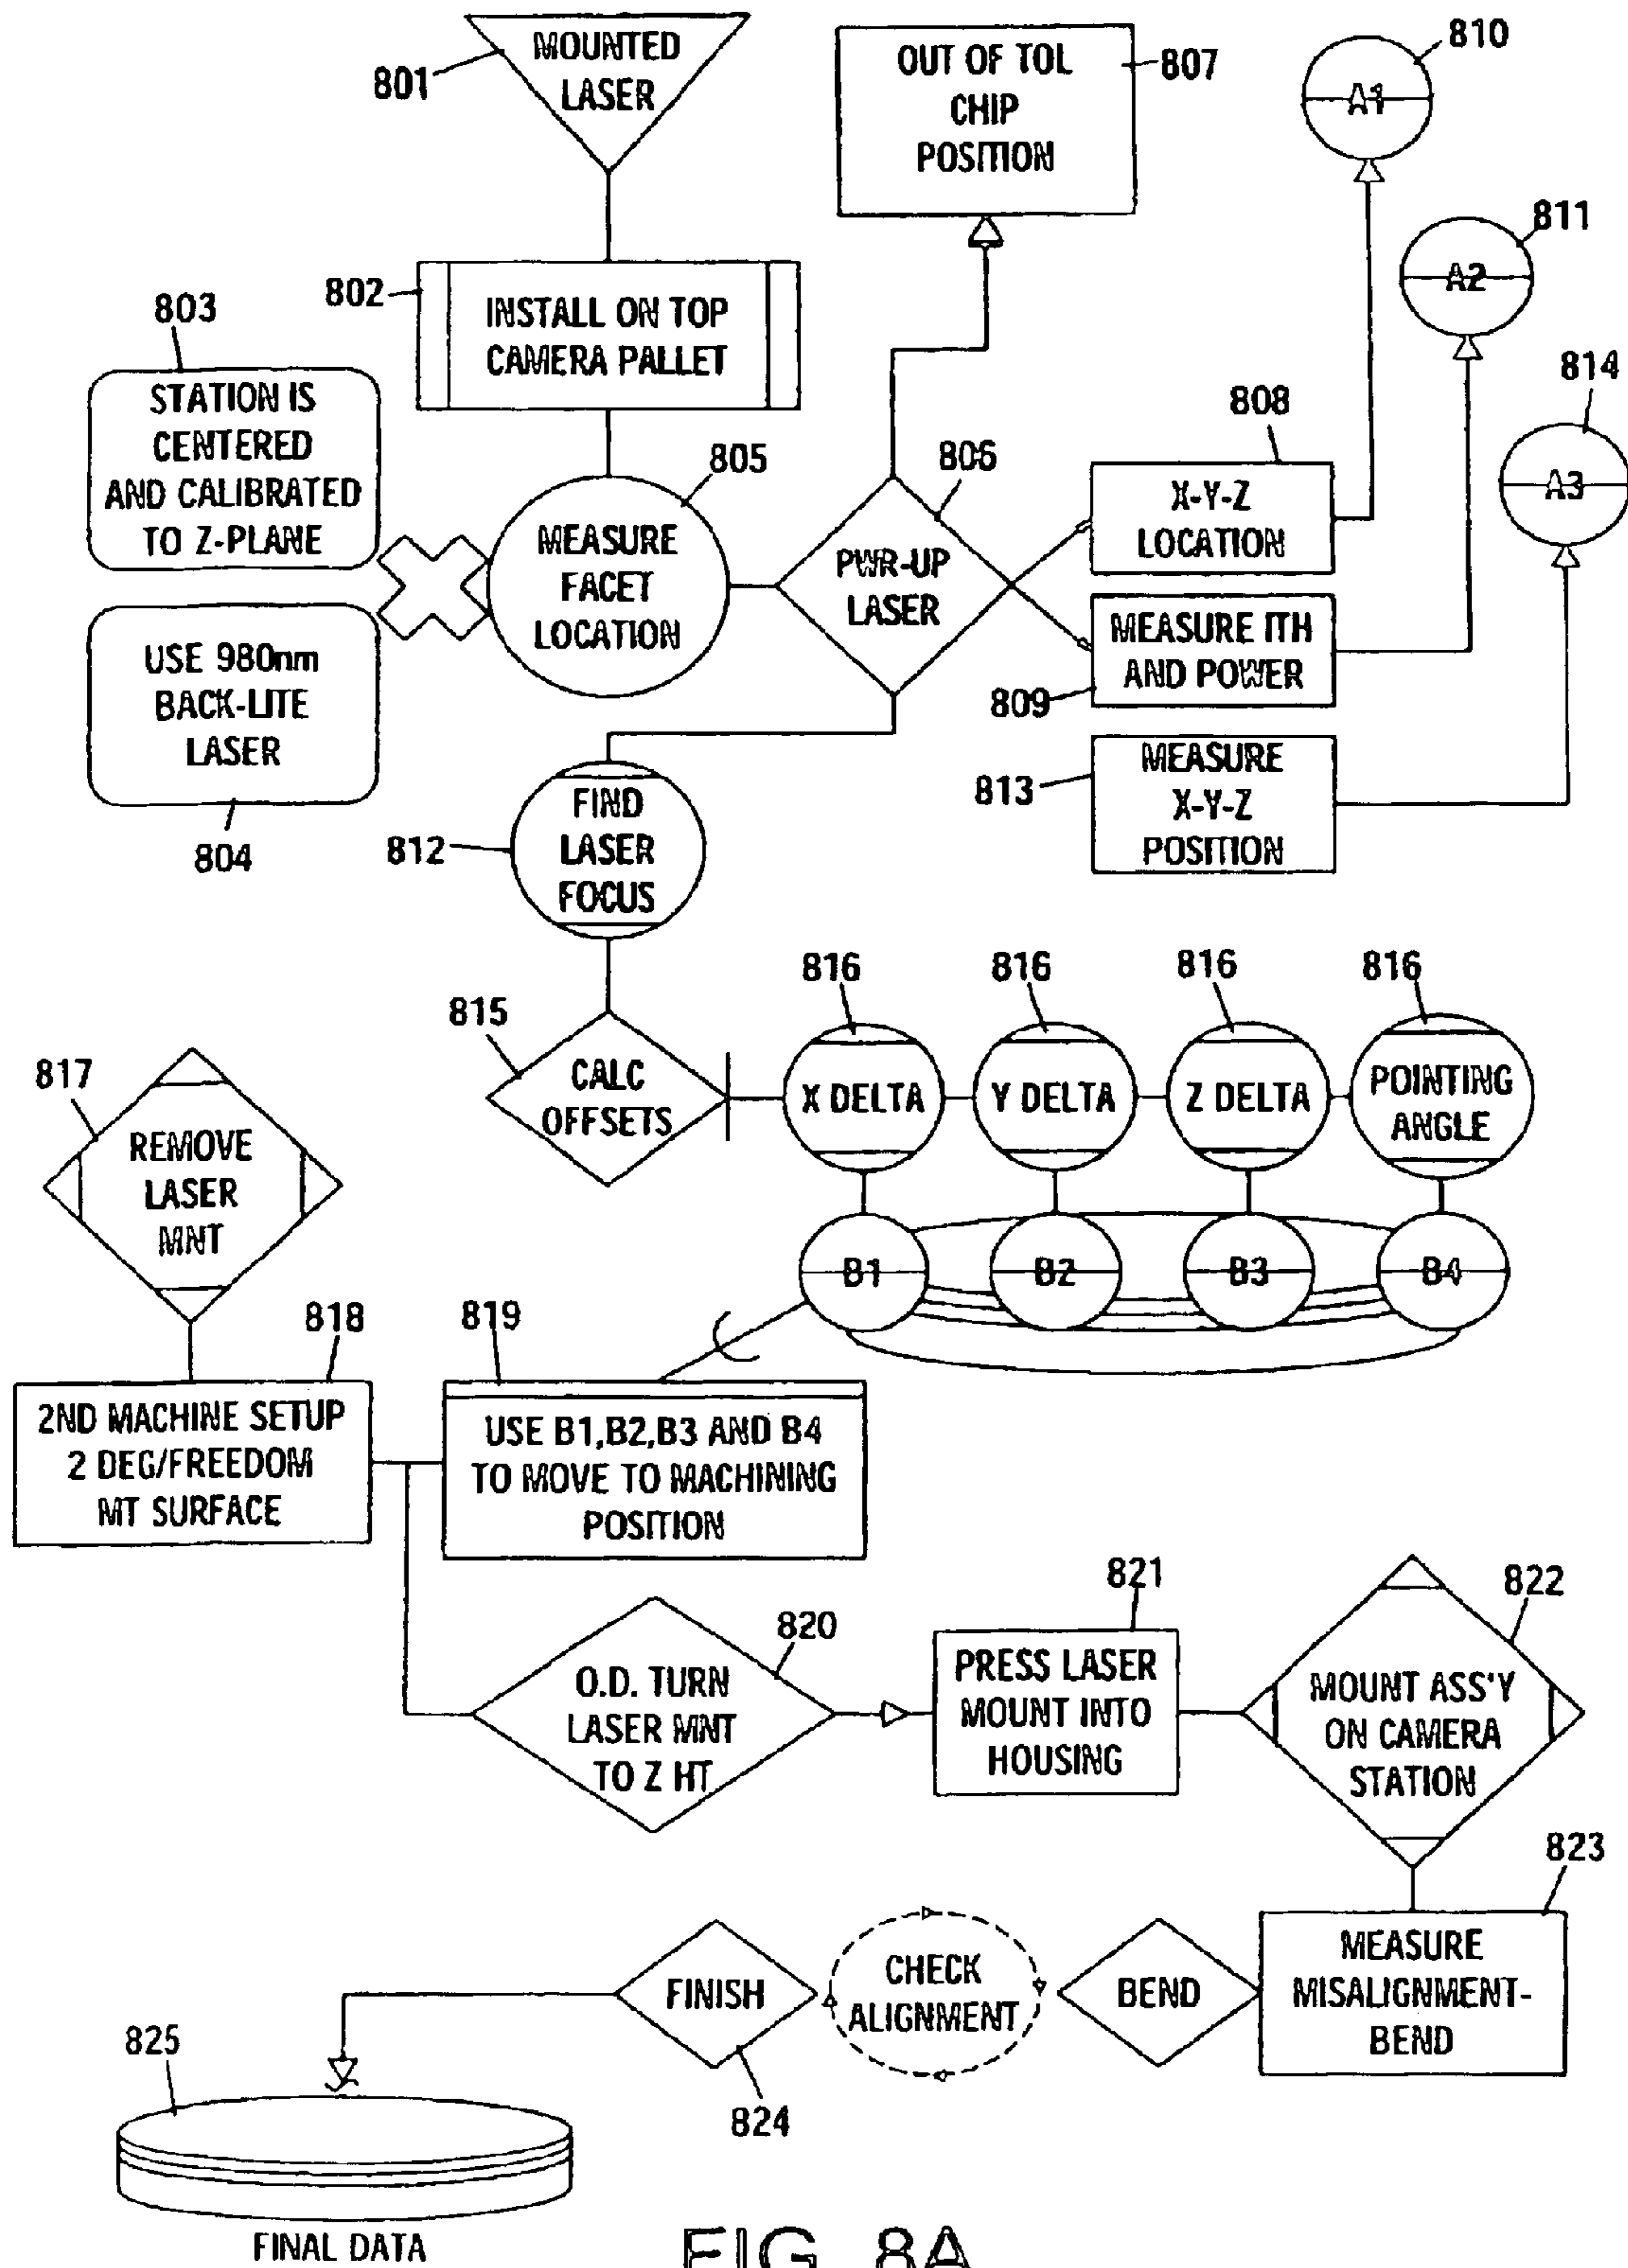 801
MOUNTED
LASER
OUT OF TOL
CHIP
POSITION
807
810
A1
811
A2
814
A3
802
INSTALL ON TOP
CAMERA PALLET
803
STATION IS
CENTERED
AND CALIBRATED
TO Z-PLANE
805
MEASURE
FACET
LOCATION
806
PWR-UP
LASER
808
X-Y-Z
LOCATION
MEASURE ITH
AND POWER
809
USE 980nm
BACK-LITE
LASER
804
813
MEASURE
X-Y-Z
POSITION
812
FIND
LASER
FOCUS
815
CALC
OFFSETS
816
816
816
816
X DELTA
Y DELTA
Z DELTA
POINTING
ANGLE
B1
B2
B3
B4
817
REMOVE
LASER
MNT
818
2ND MACHINE SETUP
2 DEG/FREEDOM
MT SURFACE
819
USE B1,B2,B3 AND B4
TO MOVE TO MACHINING
POSITION
820
O.D. TURN
LASER MNT
TO Z HT
821
PRESS LASER
MOUNT INTO
HOUSING
822
MOUNT ASS'Y
ON CAMERA
STATION
823
MEASURE
MISALIGNMENT-
BEND
BEND
CHECK
ALIGNMENT
FINISH
824
825
FINAL DATA
FIG. 8A